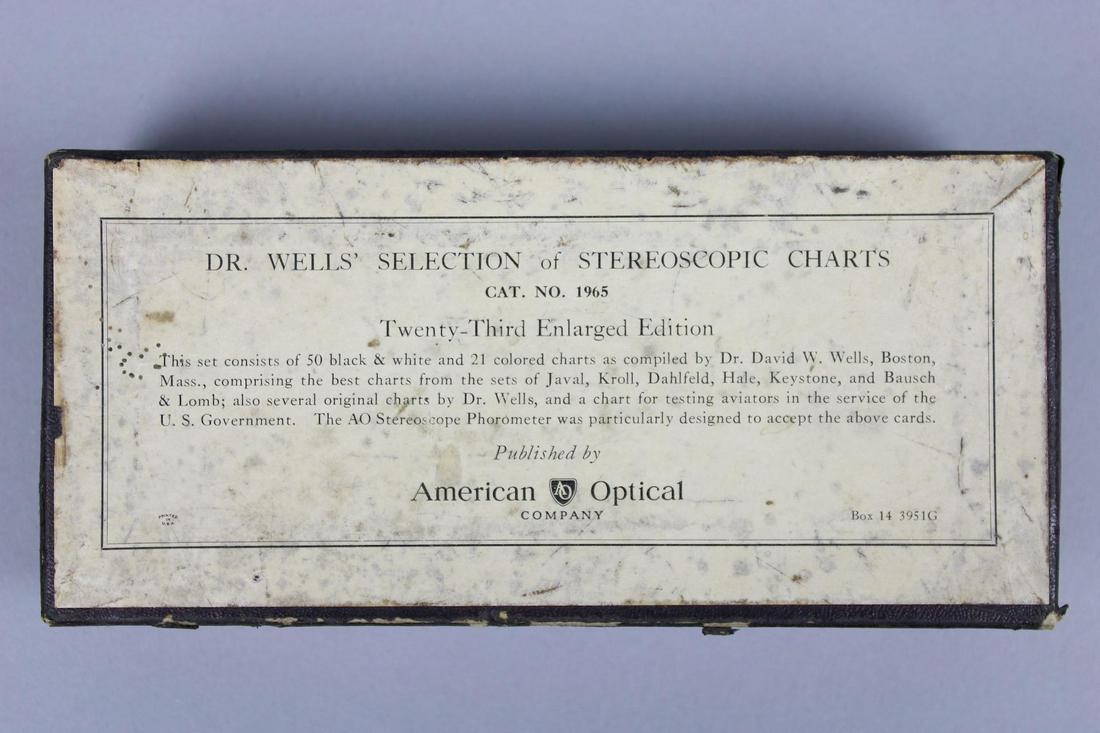 DR. WELLS' SELECTION of STEREOSCOPIC CHARTS
CAT. NO. 1965
Twenty-Third Enlarged Edition
This set consists of 50 black & white and 21 colored charts as compiled by Dr. David W. Wells, Boston,
Mass., comprising the best charts from the sets of Javal, Kroll, Dahlfeld, Hale, Keystone, and Bausch
& Lomb; also several original charts by Dr. Wells, and a chart for testing aviators in the service of the
U. S. Government. The AO Stereoscope Phorometer was particularly designed to accept the above cards.
Published by
American AO Optical
COMPANY
PRINTED
IN
U.S.A.
Box 14 3951G